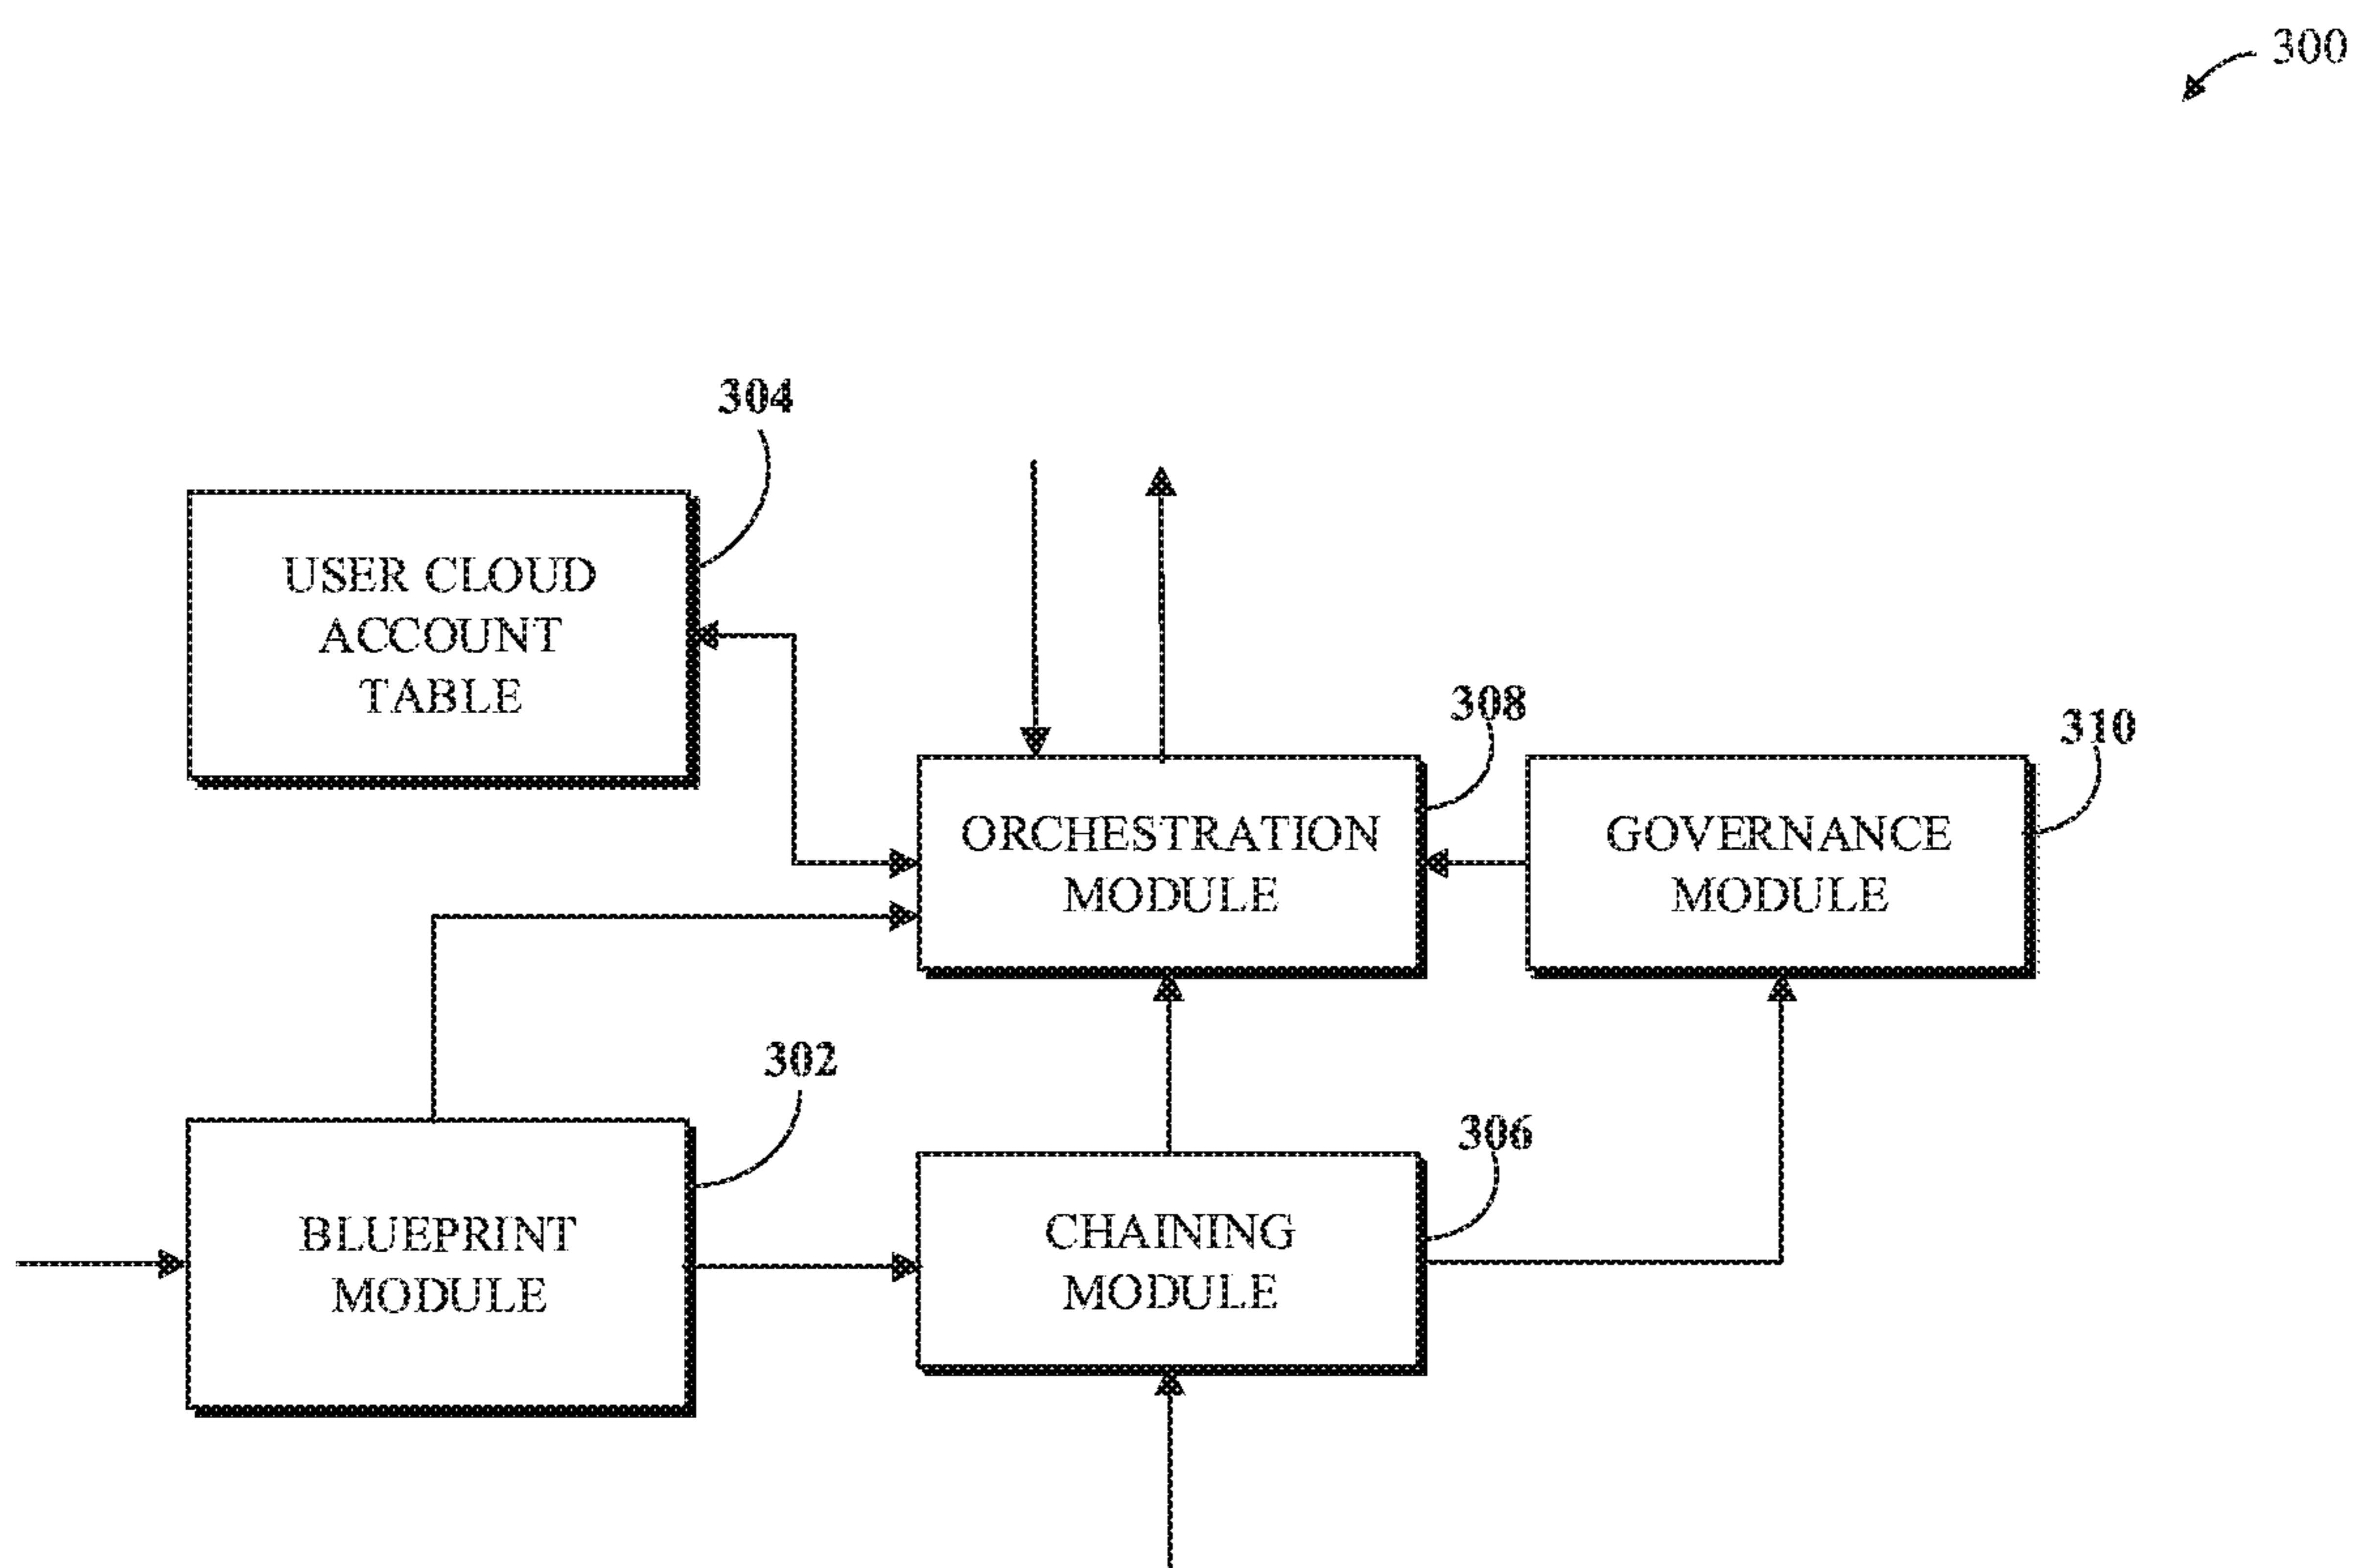 300
304
USER CLOUD
ACCOUNT
TABLE
308
310
ORCHESTRATION
MODULE
GOVERNANCE
MODULE
302
306
BLUEPRINT
MODULE
CHAINING
MODULE